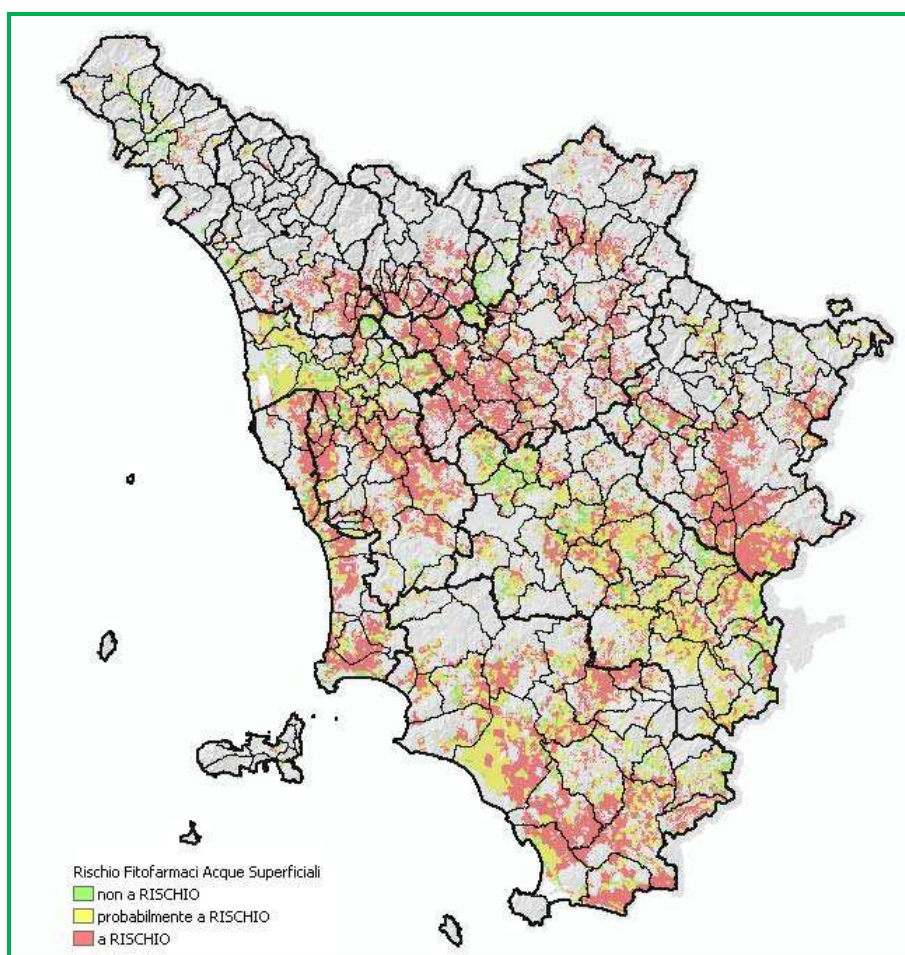 Rischio Fitofarmaci Acque Superficiali
non a RISCHIO
probabilmente a RISCHIO
a RISCHIO